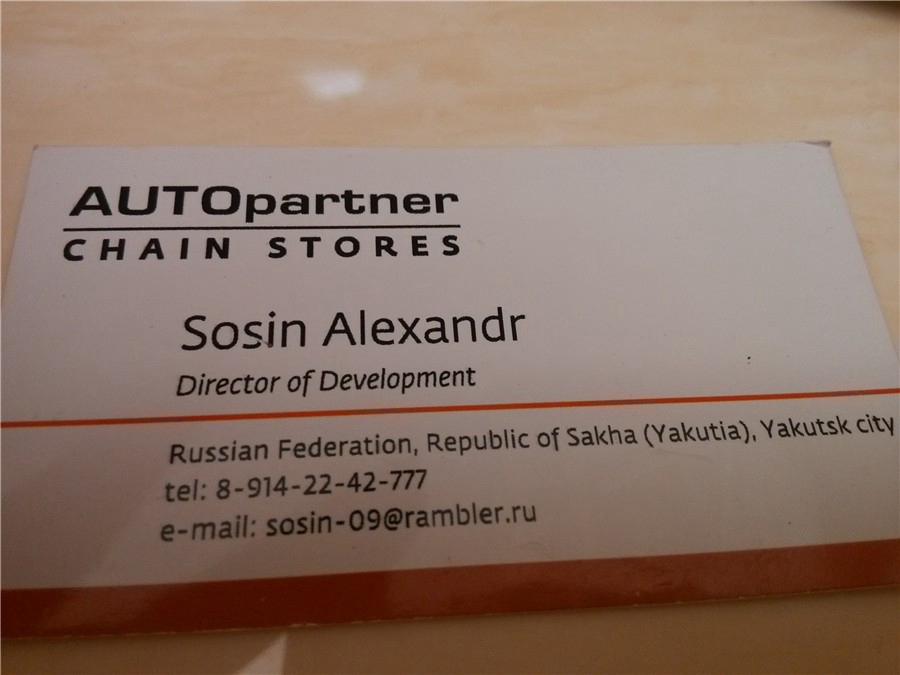 AUTOpartner
CHAIN STORES
Sosin Alexandr
Director of Development
Russian Federation, Republic of Sakha (Yakutia), Yakutsk city
tel: 8-914-22-42-777
e-mail: sosin-09@rambler.ru